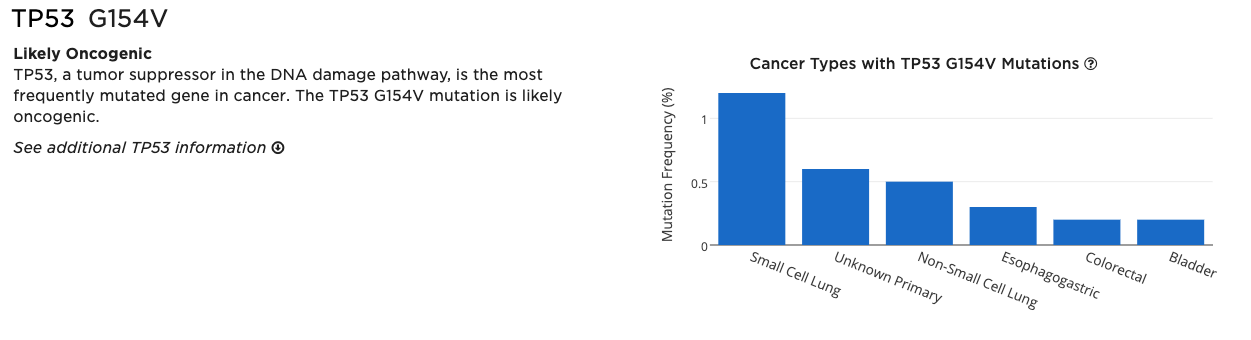 TP53 G154V
Likely Oncogenic
TP53, a tumor suppressor in the DNA damage pathway, is the most
frequently mutated gene in cancer. The TP53 G154V mutation is likely
oncogenic.
See additional TP53 information
Cancer Types with TP53 G154V Mutations
Mutation Frequency (%)
1
0.5
0
Small Cell Lung
Unknown Primary
Non-Small Cell Lung
Esophagogastric
Colorectal
Bladder